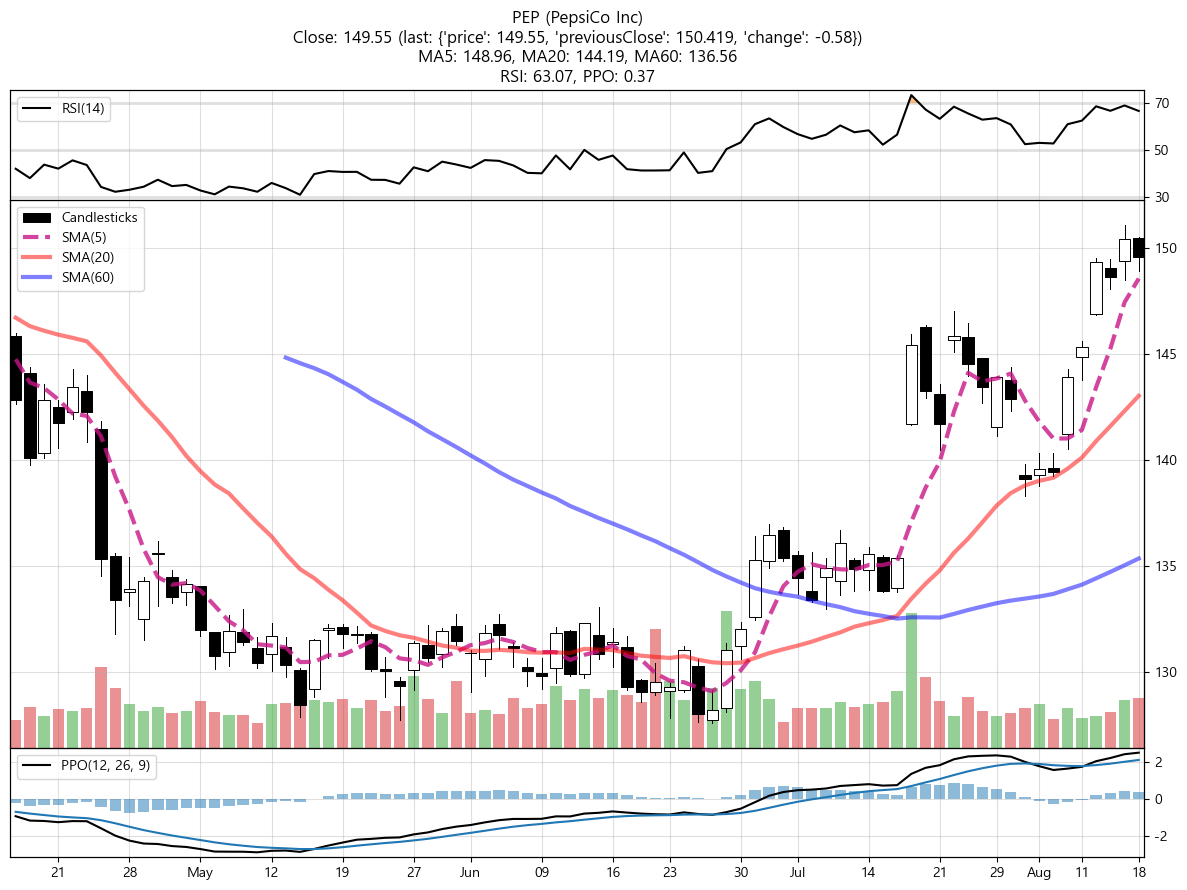 PEP (PepsiCo Inc)
Close: 149.55 (last: {'price': 149.55, 'previousClose': 150.419, 'change': -0.58})
MA5: 148.96, MA20: 144.19, MA60: 136.56
RSI: 63.07, PPO: 0.37
RSI(14)
70
50
30
Candlesticks
SMA(5)
SMA(20)
SMA(60)
150
145
140
135
130
PPO(12, 26, 9)
2
0
-2
21 28 May 12 19 27 Jun 09 16 23 30 Jul 14 21 29 Aug 11 18